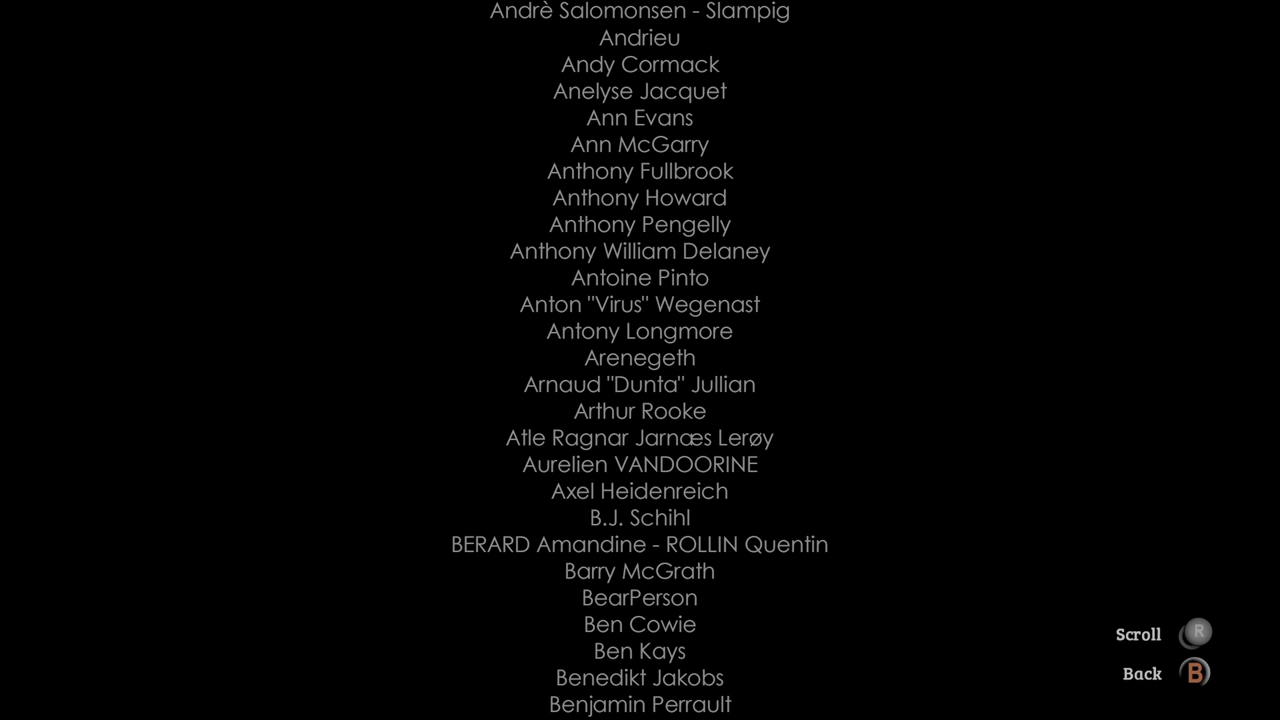 Andrè Salomonsen - Slampig
Andrieu
Andy Cormack
Anelyse Jacquet
Ann Evans
Ann McGarry
Anthony Fullbrook
Anthony Howard
Anthony Pengelly
Anthony William Delaney
Antoine Pinto
Anton "Virus" Wegenast
Antony Longmore
Arenegeth
Arnaud "Dunta" Jullian
Arthur Rooke
Atle Ragnar Jarnæs Lerøy
Aurelien VANDOORINE
Axel Heidenreich
B.J. Schihl
BERARD Amandine - ROLLIN Quentin
Barry McGrath
BearPerson
Ben Cowie
Ben Kays
Benedikt Jakobs
Benjamin Perrault
Scroll R
Back B